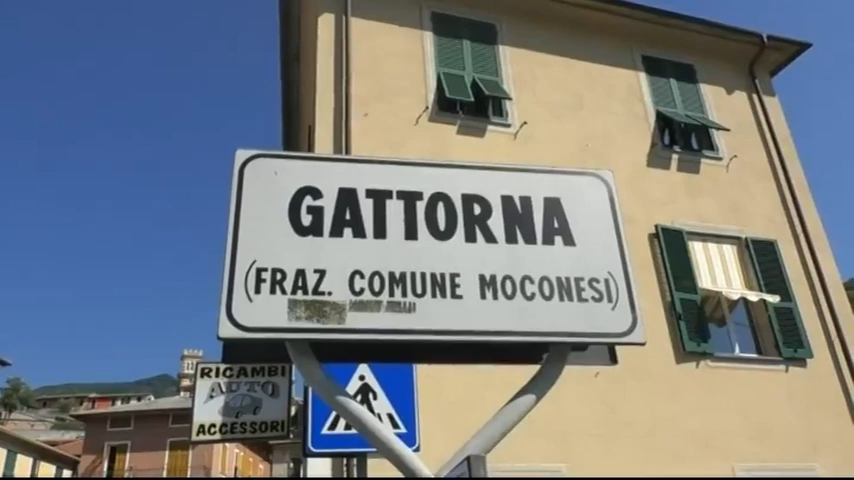 GATTORNA
(FRAZ. COMUNE MOCONESI)
RICAMBI
AUTO
ACCESSORI